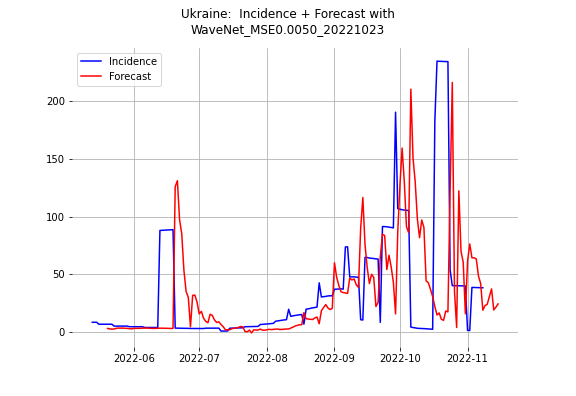 Ukraine:  Incidence + Forecast with
WaveNet_MSE0.0050_20221023
Incidence
Forecast
200
150
100
50
0
2022-06
2022-07
2022-08
2022-09
2022-10
2022-11